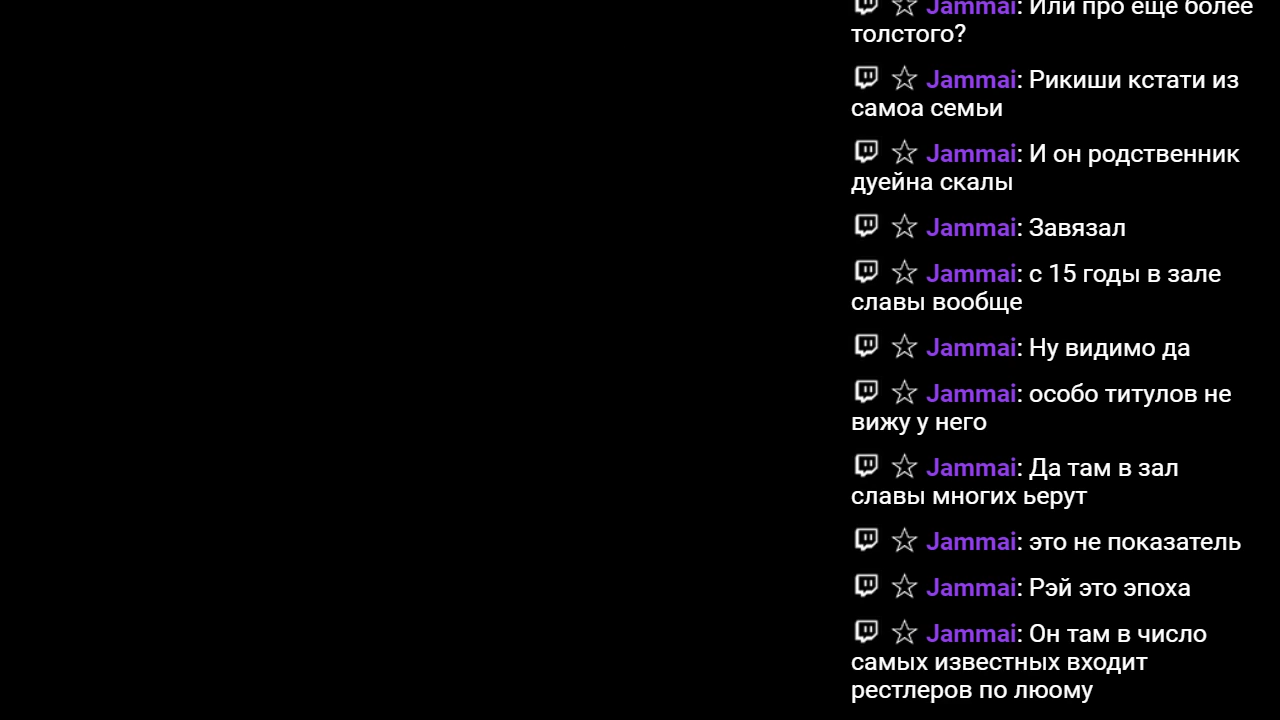 Jammai: Или про еще более
толстого?
Jammai: Рикиши кстати из
самоа семьи
Jammai: И он родственник
дуейна скалы
Jammai: Завязал
Jammai: с 15 годы в зале
славы вообще
Jammai: Ну видимо да
Jammai: особо титулов не
вижу у него
Jammai: Да там в зал
славы многих ьерут
Jammai: это не показатель
Jammai: Рэй это эпоха
Jammai: Он там в число
самых известных входит
рестлеров по люому